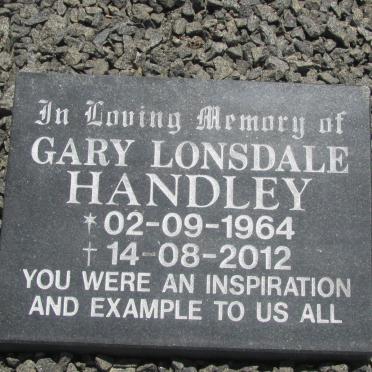 In Loving Memory of
GARY LONSDALE
HANDLEY
* 02-09-1964
† 14-08-2012
YOU WERE AN INSPIRATION
AND EXAMPLE TO US ALL